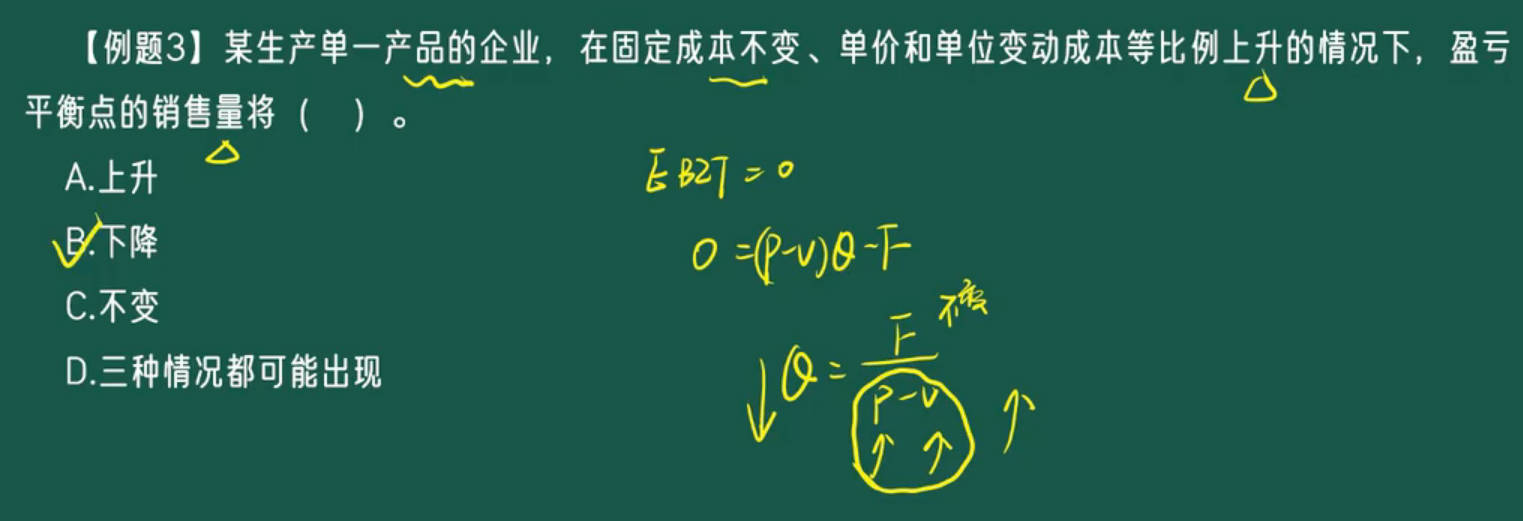 【例题3】某生产单一产品的企业，在固定成本不变、单价和单位变动成本等比例上升的情况下，盈亏
平衡点的销售量将（　）。
A.上升
B.下降
C.不变
D.三种情况都可能出现
EBIT=0
0=(P-V)Q-F
不变
↓Q=F
P-V
↑ ↑ ↑